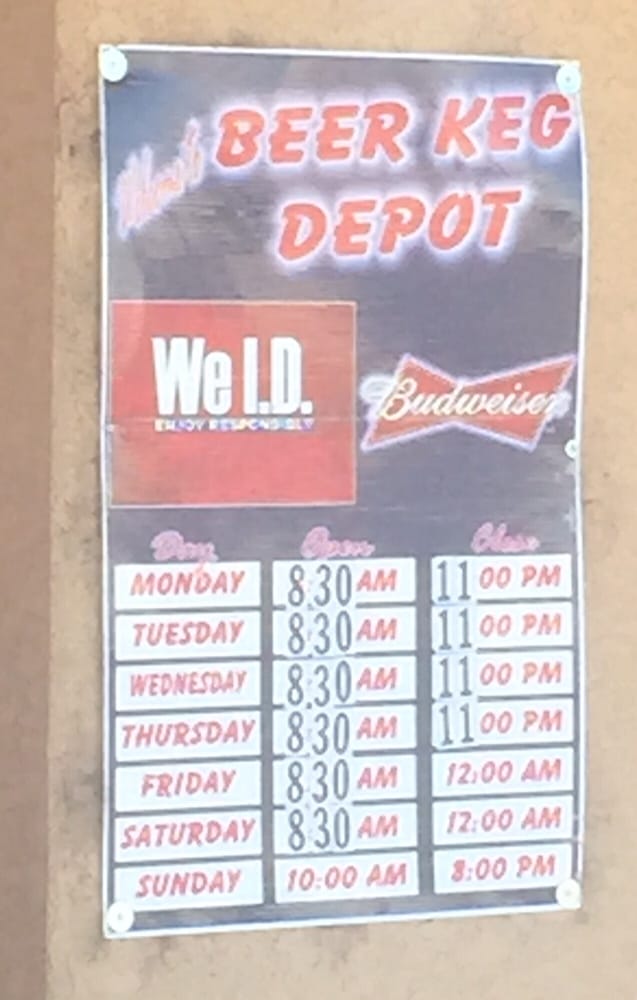 BEER KEG
DEPOT
We I.D.
ENJOY RESPONSIBLY
Budweiser
Day Open Close
MONDAY 8:30 AM 11 00 PM
TUESDAY 8:30 AM 11 00 PM
WEDNESDAY 8:30 AM 11 00 PM
THURSDAY 8:30 AM 11 00 PM
FRIDAY 8:30 AM 12:00 AM
SATURDAY 8:30 AM 12:00 AM
SUNDAY 10:00 AM 8:00 PM